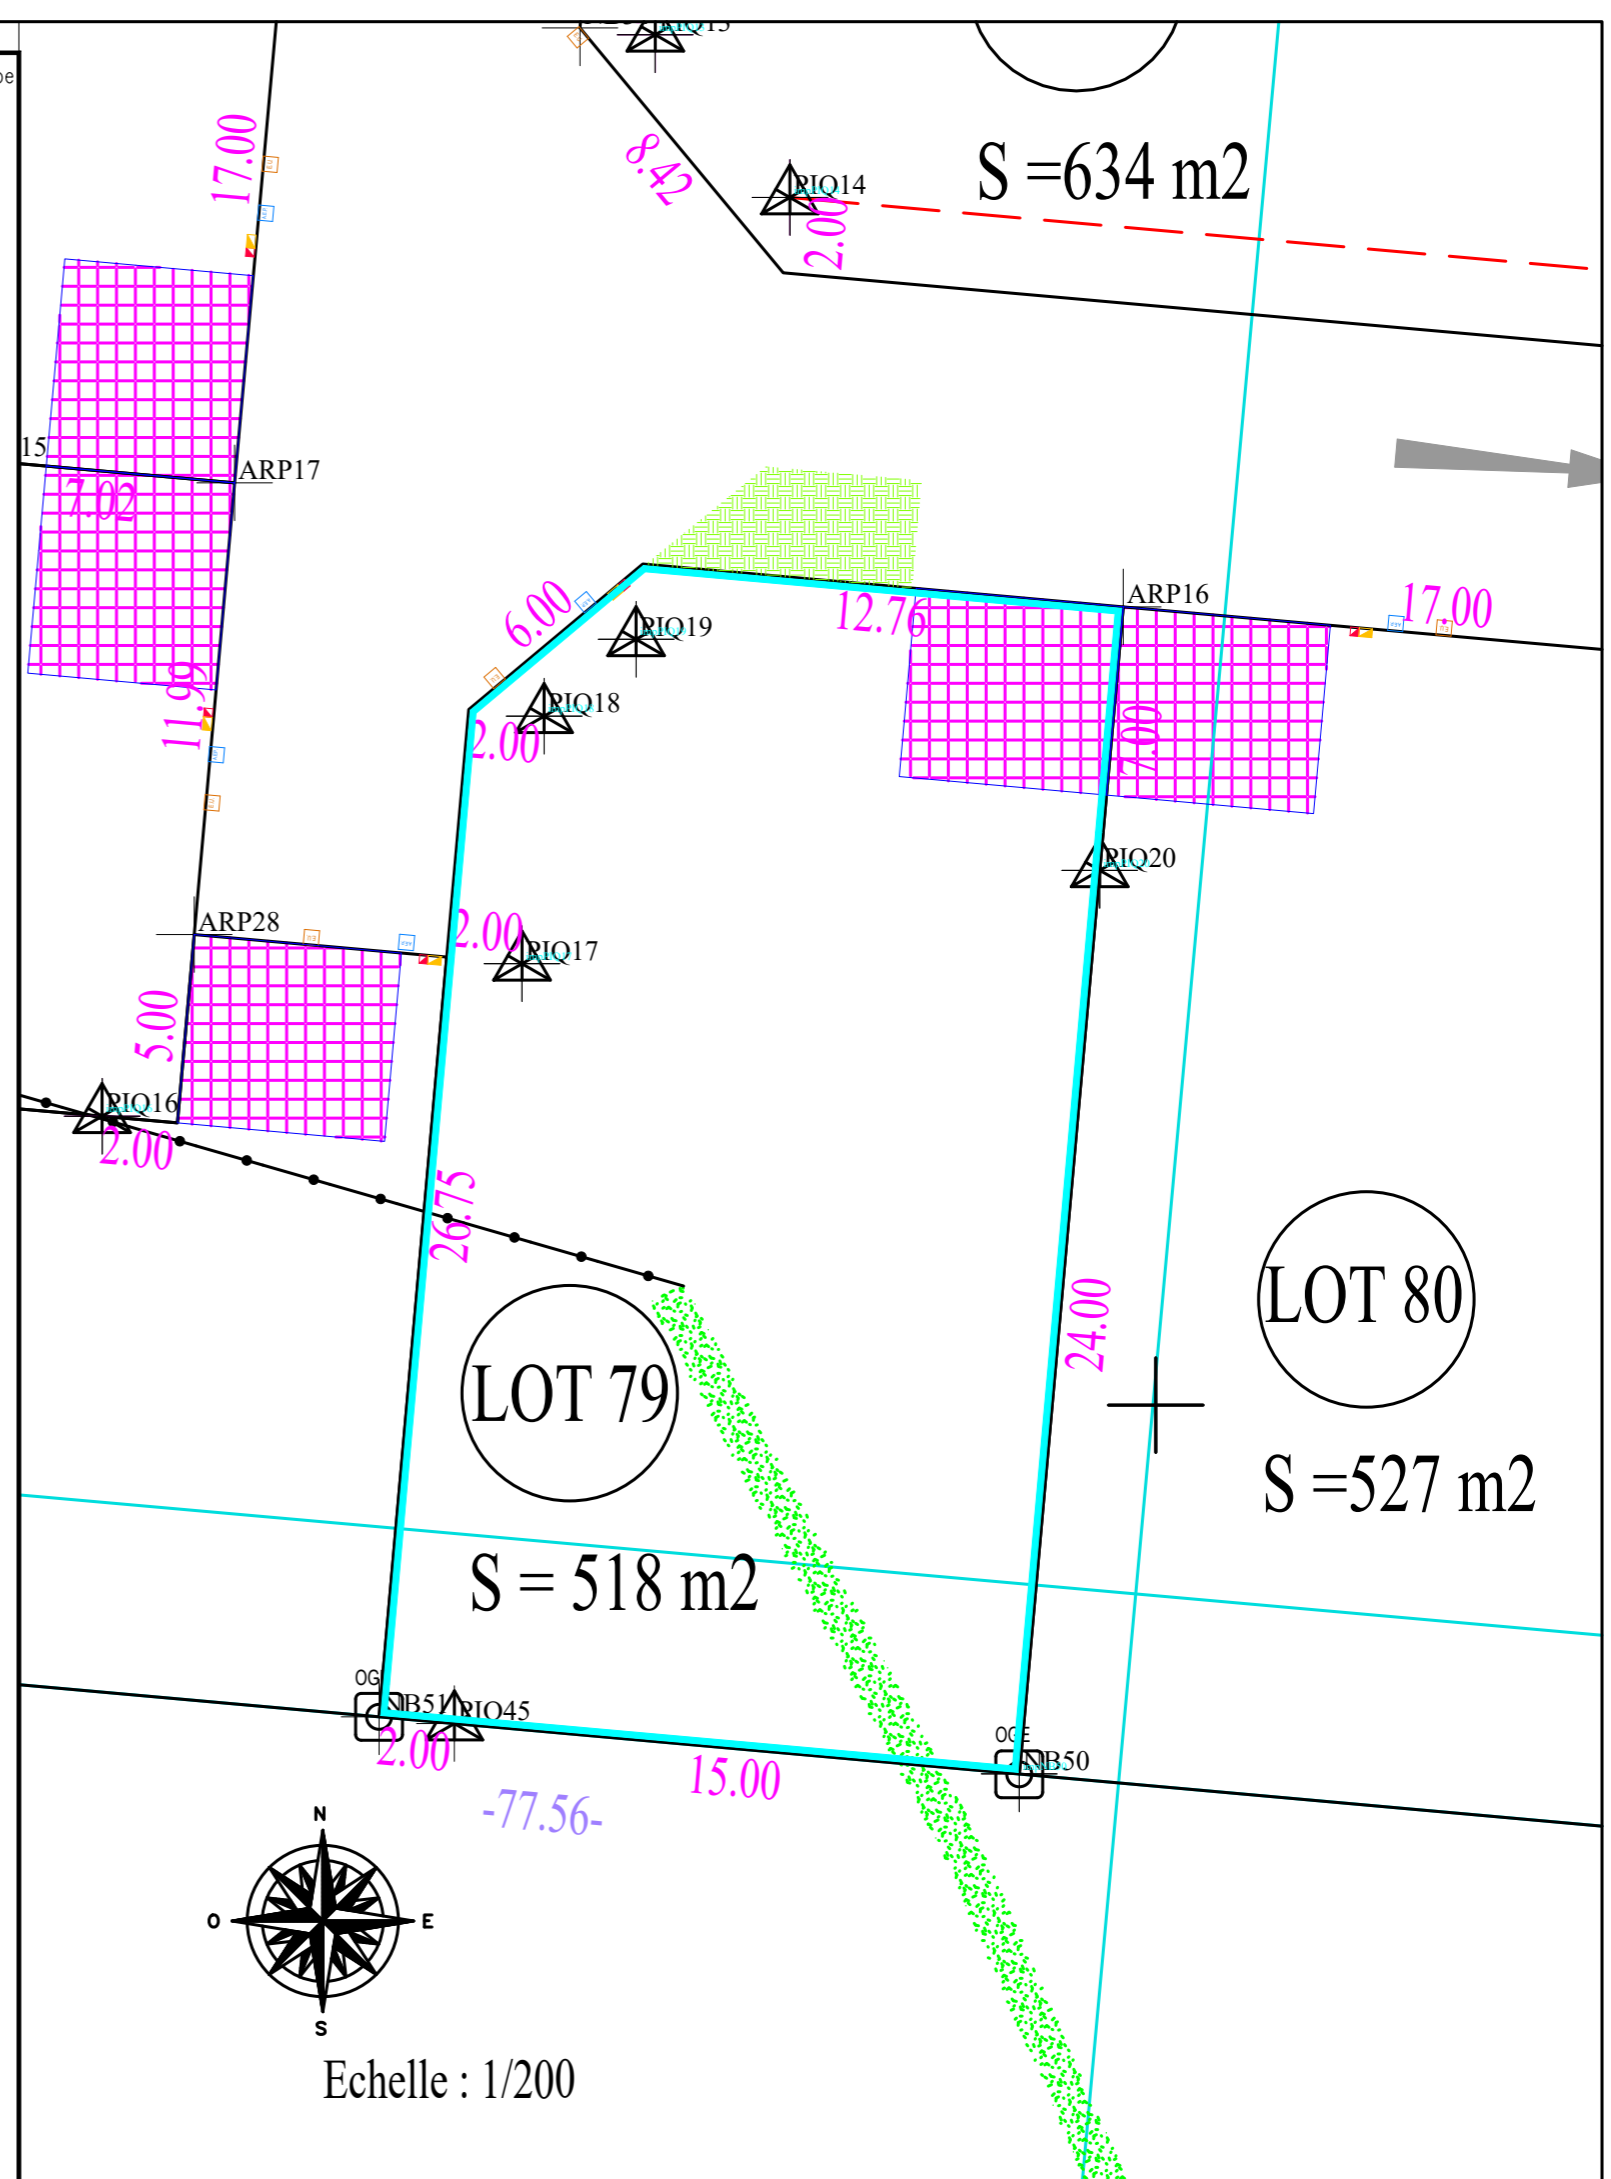 17.00
8.42
PIQ14
2.00
S =634 m2
15
ARP17
7.02
ARP16
17.00
12.76
6.00
PIQ19
PIQ18
2.00
7.00
11.99
PIQ20
ARP28
2.00
PIQ17
5.00
PIQ16
2.00
26.75
LOT 80
24.00
LOT 79
S =527 m2
S = 518 m2
NB51
PIQ45
2.00
OGE
NB50
15.00
-77.56-
N
O
E
S
Echelle : 1/200